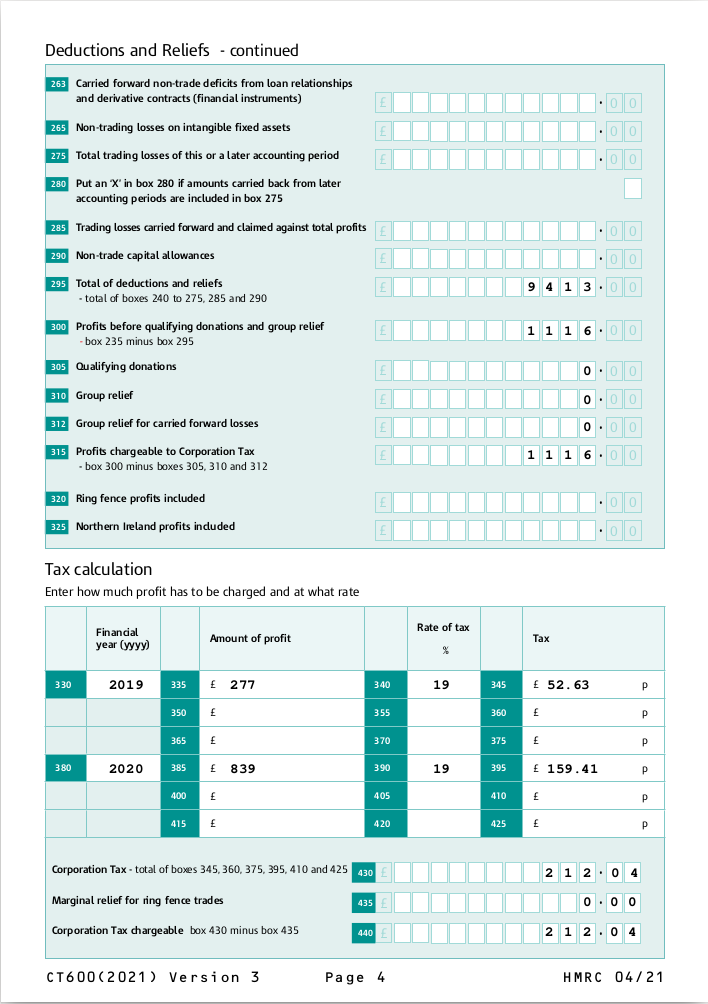 Deductions and Reliefs - continued
263 Carried forward non-trade deficits from loan relationships
and derivative contracts (financial instruments) £ . 0 0
265 Non-trading losses on intangible fixed assets £ . 0 0
275 Total trading losses of this or a later accounting period £ . 0 0
280 Put an 'X' in box 280 if amounts carried back from later
accounting periods are included in box 275
285 Trading losses carried forward and claimed against total profits £ . 0 0
290 Non-trade capital allowances £ . 0 0
295 Total of deductions and reliefs £ 9 4 1 3 . 0 0
- total of boxes 240 to 275, 285 and 290
300 Profits before qualifying donations and group relief £ 1 1 1 6 . 0 0
- box 235 minus box 295
305 Qualifying donations £ 0 . 0 0
310 Group relief £ 0 . 0 0
312 Group relief for carried forward losses £ 0 . 0 0
315 Profits chargeable to Corporation Tax £ 1 1 1 6 . 0 0
- box 300 minus boxes 305, 310 and 312
320 Ring fence profits included £ . 0 0
325 Northern Ireland profits included £ . 0 0
Tax calculation
Enter how much profit has to be charged and at what rate
Financial
year (yyyy) Amount of profit Rate of tax
% Tax
330 2019 335 £ 277 340 19 345 £ 52.63 p
350 £ 355 360 £ p
365 £ 370 375 £ p
380 2020 385 £ 839 390 19 395 £ 159.41 p
400 £ 405 410 £ p
415 £ 420 425 £ p
Corporation Tax - total of boxes 345, 360, 375, 395, 410 and 425 430 £ 2 1 2 . 0 4
Marginal relief for ring fence trades 435 £ 0 . 0 0
Corporation Tax chargeable box 430 minus box 435 440 £ 2 1 2 . 0 4
CT600(2021) Version 3 Page 4 HMRC 04/21